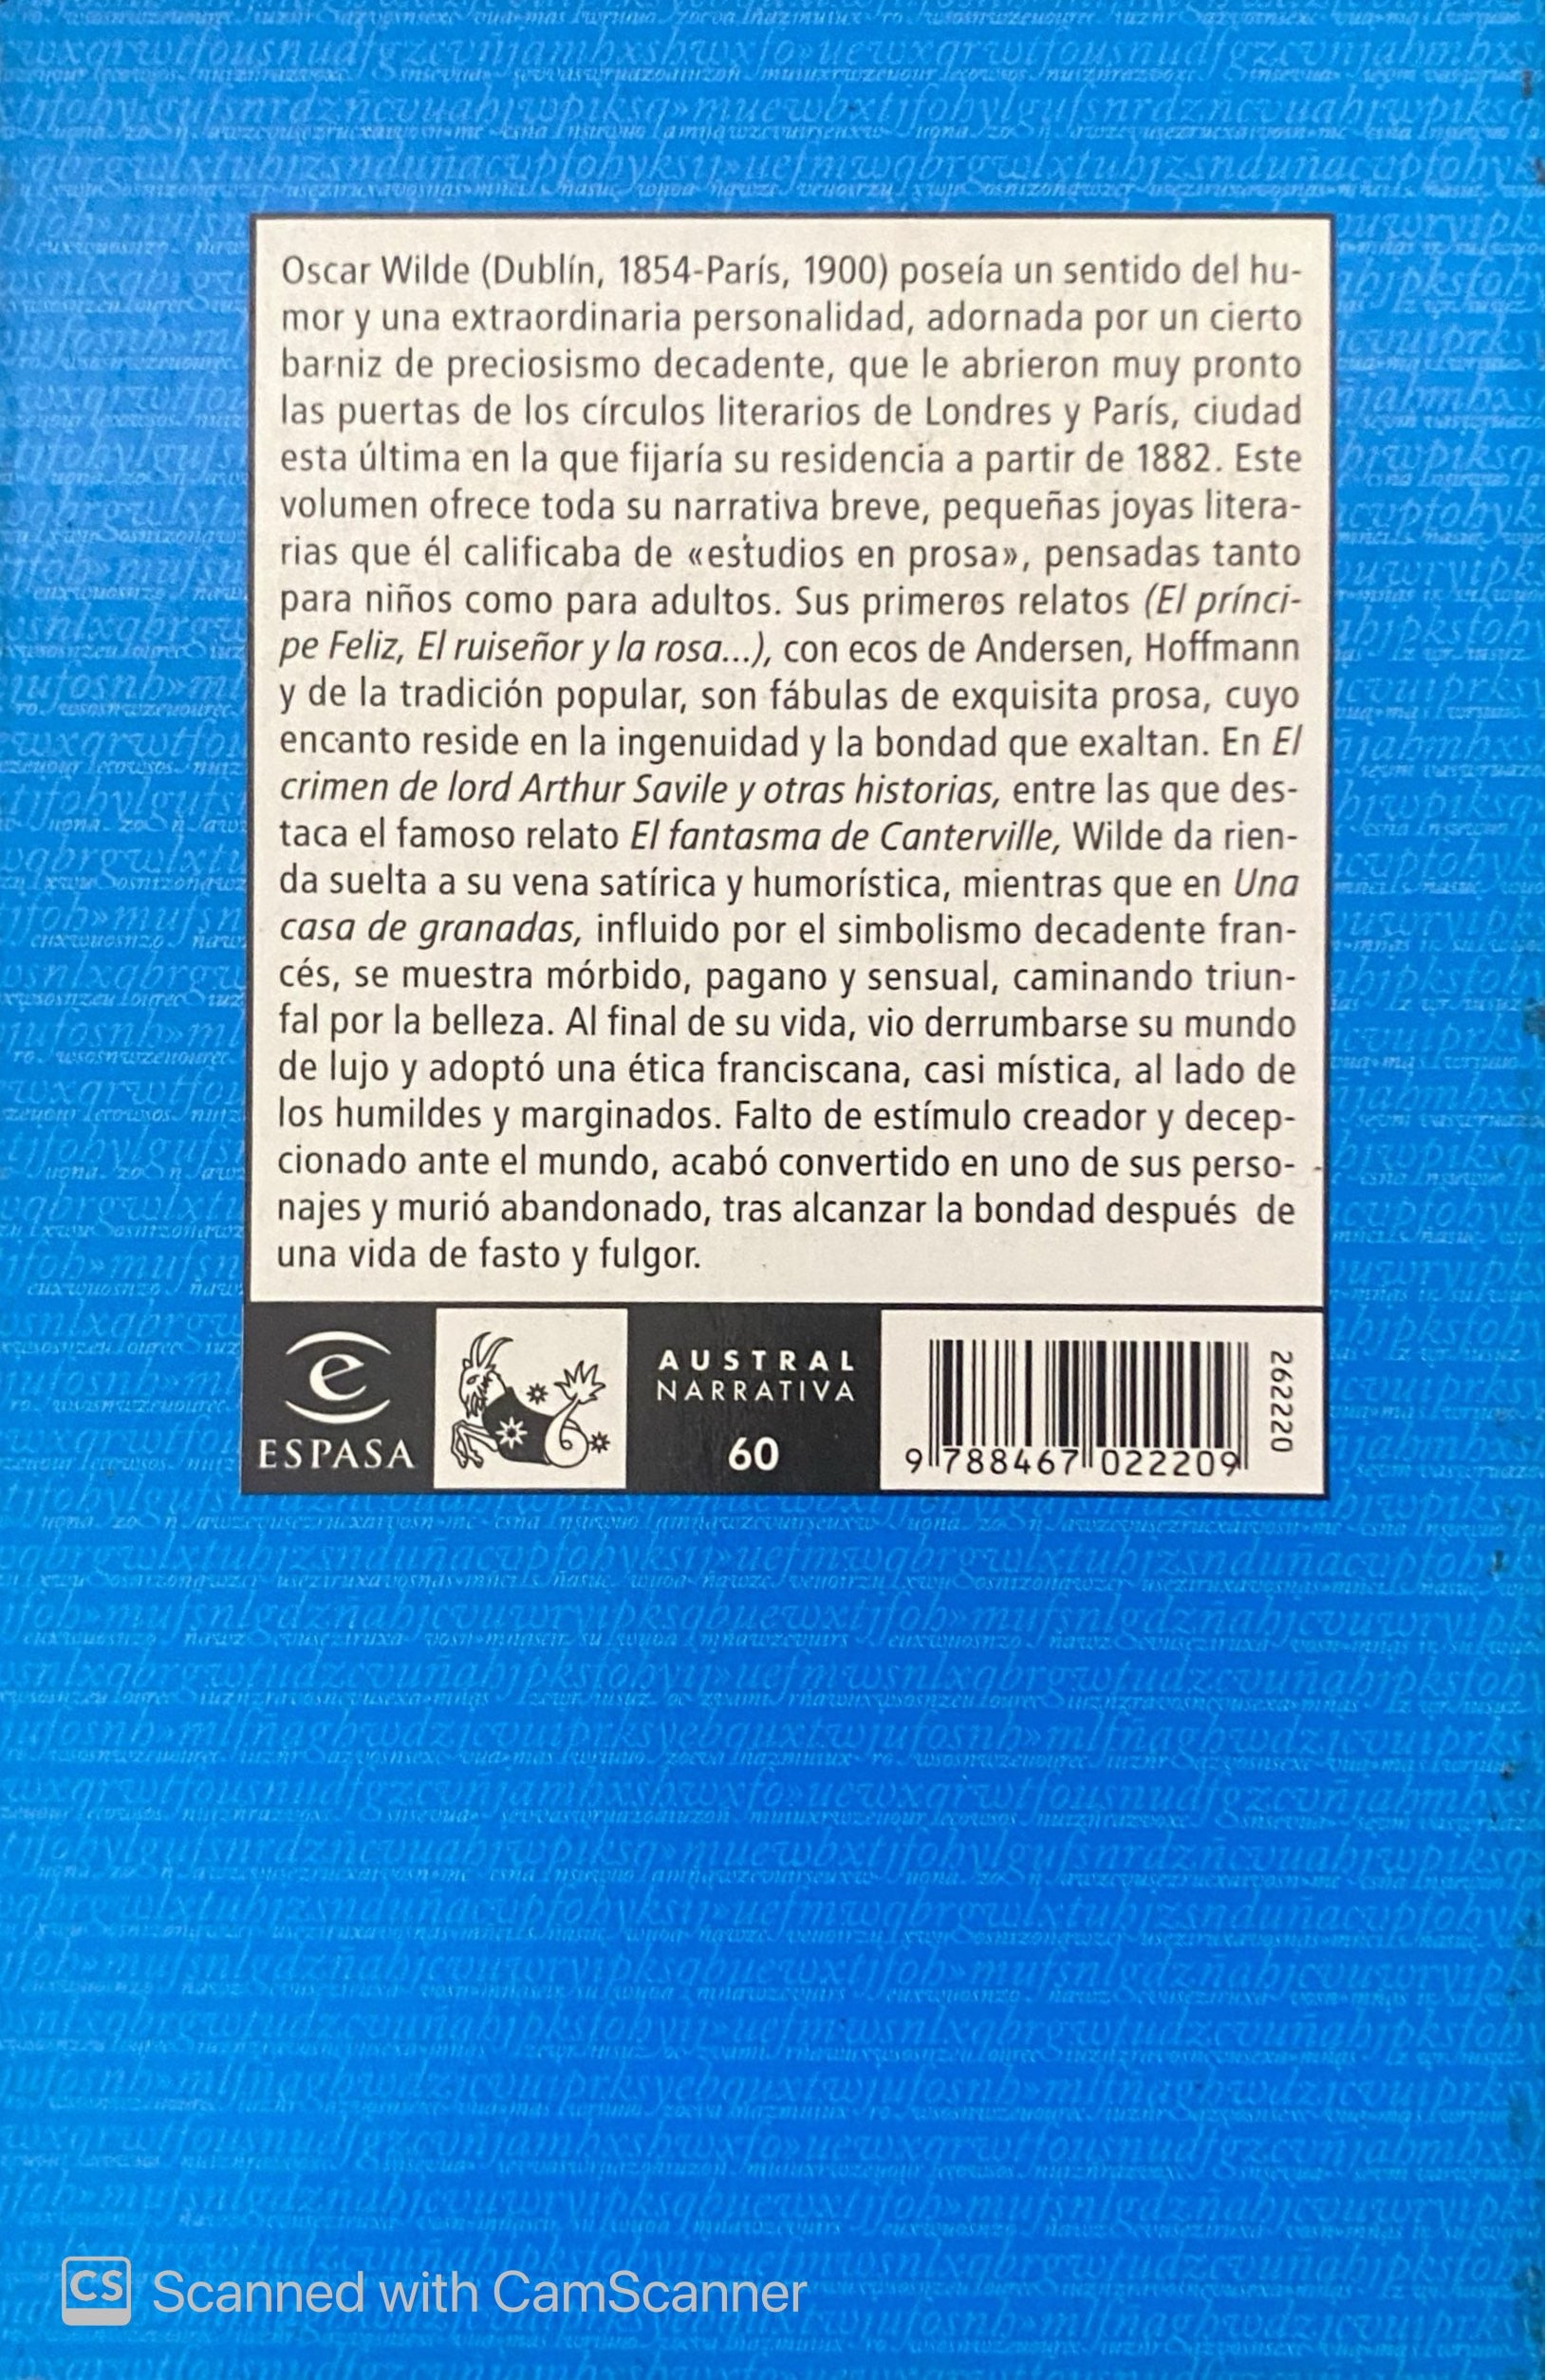 Oscar Wilde (Dublín, 1854-París, 1900) poseía un sentido del hu-
mor y una extraordinaria personalidad, adornada por un cierto
barniz de preciosismo decadente, que le abrieron muy pronto
las puertas de los círculos literarios de Londres y París, ciudad
esta última en la que fijaría su residencia a partir de 1882. Este
volumen ofrece toda su narrativa breve, pequeñas joyas litera-
rias que él calificaba de «estudios en prosa», pensadas tanto
para niños como para adultos. Sus primeros relatos (El prínci-
pe Feliz, El ruiseñor y la rosa...), con ecos de Andersen, Hoffmann
y de la tradición popular, son fábulas de exquisita prosa, cuyo
encanto reside en la ingenuidad y la bondad que exaltan. En El
crimen de lord Arthur Savile y otras historias, entre las que des-
taca el famoso relato El fantasma de Canterville, Wilde da rien-
da suelta a su vena satírica y humorística, mientras que en Una
casa de granadas, influido por el simbolismo decadente fran-
cés, se muestra mórbido, pagano y sensual, caminando triun-
fal por la belleza. Al final de su vida, vio derrumbarse su mundo
de lujo y adoptó una ética franciscana, casi mística, al lado de
los humildes y marginados. Falto de estímulo creador y decep-
cionado ante el mundo, acabó convertido en uno de sus perso-
najes y murió abandonado, tras alcanzar la bondad después de
una vida de fasto y fulgor.
e
ESPASA
AUSTRAL
NARRATIVA
60
9 788467 022209
262220
CS Scanned with CamScanner